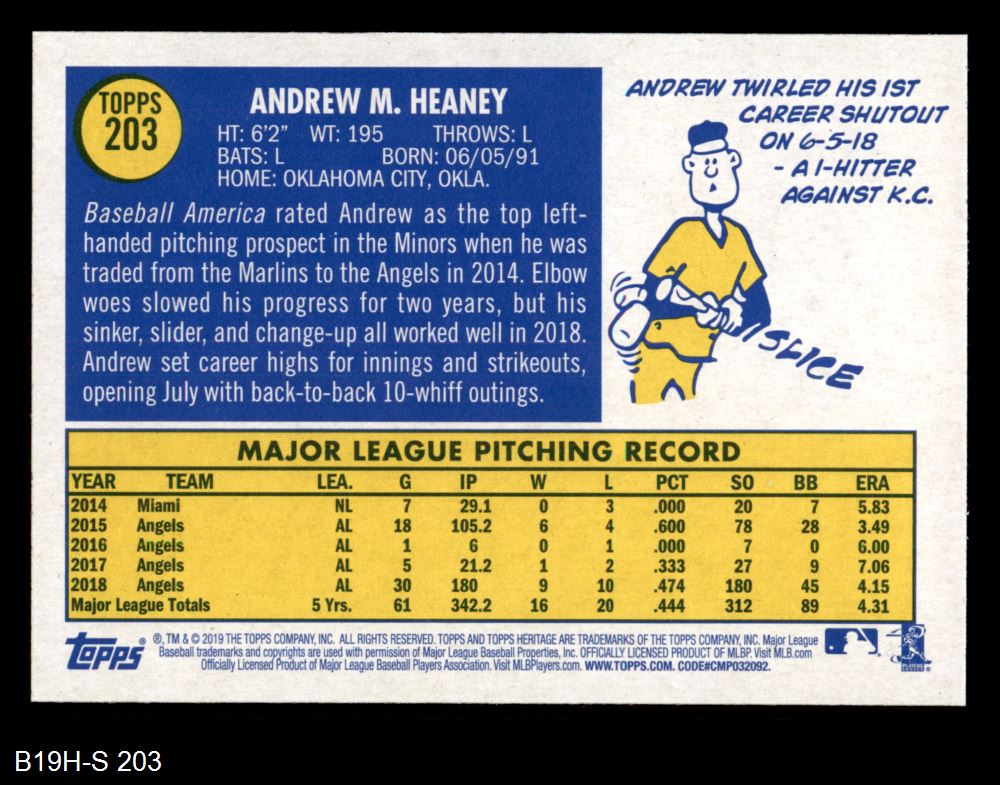 TOPPS
203
ANDREW M. HEANEY
HT: 6'2" WT: 195 THROWS: L
BATS: L BORN: 06/05/91
HOME: OKLAHOMA CITY, OKLA.
Baseball America rated Andrew as the top left-
handed pitching prospect in the Minors when he was
traded from the Marlins to the Angels in 2014. Elbow
woes slowed his progress for two years, but his
sinker, slider, and change-up all worked well in 2018.
Andrew set career highs for innings and strikeouts,
opening July with back-to-back 10-whiff outings.
ANDREW TWIRLED HIS 1ST
CAREER SHUTOUT
ON 6-5-18
- A 1-HITTER
AGAINST K.C.
SLICE
MAJOR LEAGUE PITCHING RECORD
YEAR TEAM LEA. G IP W L PCT SO BB ERA
2014 Miami NL 7 29.1 0 3 .000 20 7 5.83
2015 Angels AL 18 105.2 6 4 .600 78 28 3.49
2016 Angels AL 1 6 0 1 .000 7 0 6.00
2017 Angels AL 5 21.2 1 2 .333 27 9 7.06
2018 Angels AL 30 180 9 10 .474 180 45 4.15
Major League Totals 5 Yrs. 61 342.2 16 20 .444 312 89 4.31
Topps ®
®, TM & © 2019 THE TOPPS COMPANY, INC. ALL RIGHTS RESERVED. TOPPS AND TOPPS HERITAGE ARE TRADEMARKS OF THE TOPPS COMPANY, INC. Major League
Baseball trademarks and copyrights are used with permission of Major League Baseball Properties, Inc. OFFICIALLY LICENSED PRODUCT OF MLBP. Visit MLB.com
Officially Licensed Product of Major League Baseball Players Association. Visit MLBPlayers.com. WWW.TOPPS.COM. CODE#CMP032092.
B19H-S 203